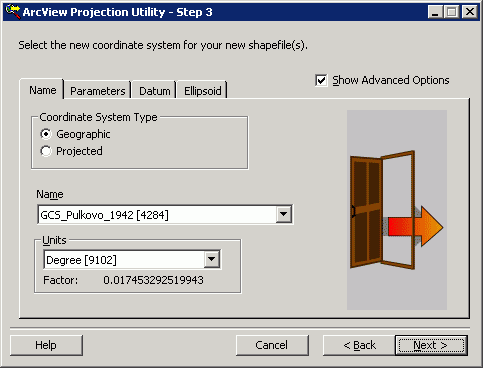 ArcView Projection Utility - Step 3
Select the new coordinate system for your new shapefile(s).
Show Advanced Options
Name Parameters Datum Ellipsoid
Coordinate System Type
Geographic
Projected
Name
GCS_Pulkovo_1942 [4284]
Units
Degree [9102]
Factor: 0.017453292519943
Help Cancel < Back Next >